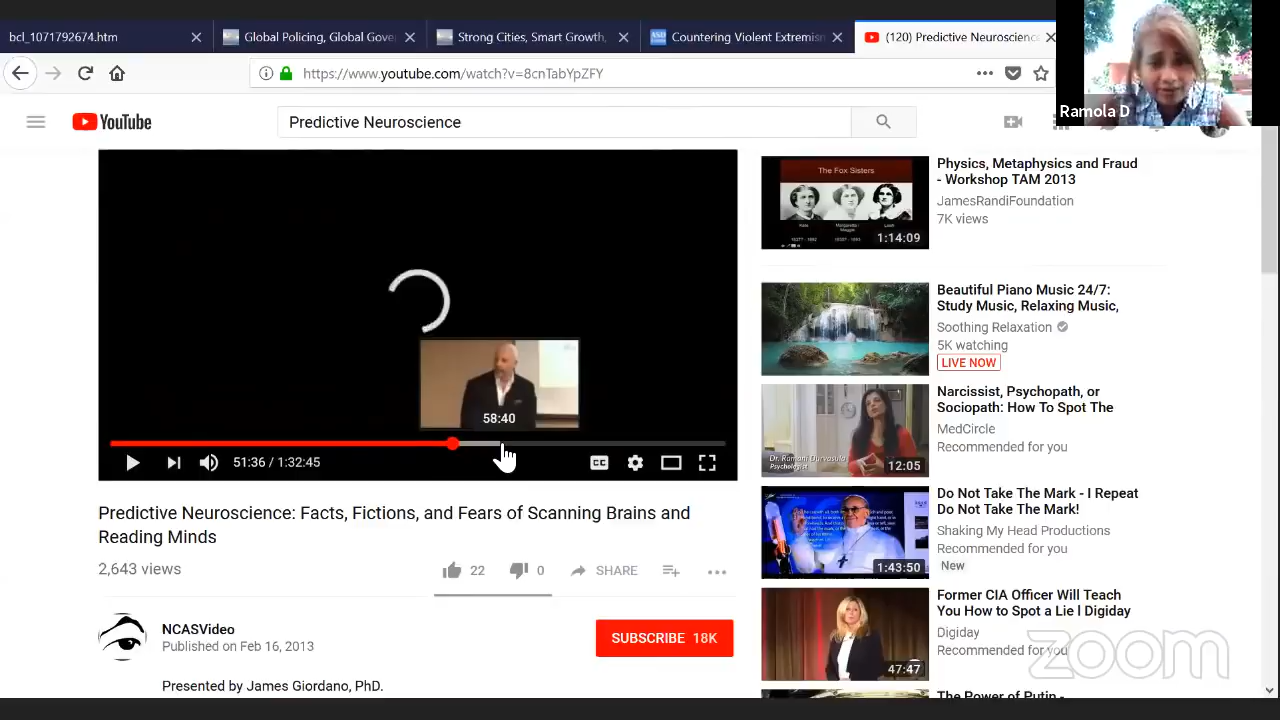 bcl_1071792674.htm
Global Policing, Global Gove
Strong Cities, Smart Growth,
Countering Violent Extremism
(120) Predictive Neuroscience
https://www.youtube.com/watch?v=8cnTabYpZFY
Ramola D
YouTube
Predictive Neuroscience
58:40
51:36 / 1:32:45
CC
Predictive Neuroscience: Facts, Fictions, and Fears of Scanning Brains and
Reading Minds
2,643 views
22
0
SHARE
NCASVideo
Published on Feb 16, 2013
SUBSCRIBE 18K
Presented by James Giordano, PhD.
The Fox Sisters
1:14:09
Physics, Metaphysics and Fraud
- Workshop TAM 2013
JamesRandiFoundation
7K views
Beautiful Piano Music 24/7:
Study Music, Relaxing Music,
Soothing Relaxation
5K watching
LIVE NOW
Dr. Ramani Durvasula
Psychologist
12:05
Narcissist, Psychopath, or
Sociopath: How To Spot The
MedCircle
Recommended for you
1:43:50
Do Not Take The Mark - I Repeat
Do Not Take The Mark!
Shaking My Head Productions
Recommended for you
New
47:47
Former CIA Officer Will Teach
You How to Spot a Lie l Digiday
Digiday
Recommended for you
The Power of Putin -
zoom